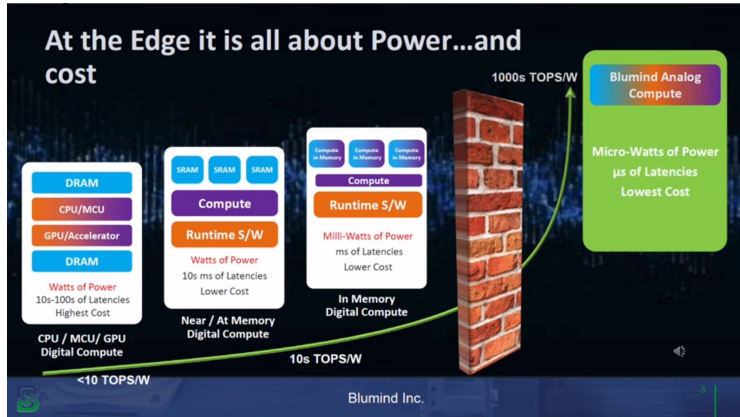 At the Edge it is all about Power...and
cost
1000s TOPS/W
Blumind Analog
Compute
Micro-Watts of Power
µs of Latencies
Lowest Cost
DRAM
CPU/MCU
GPU/Accelerator
DRAM
Watts of Power
10s-100s of Latencies
Highest Cost
CPU / MCU/ GPU
Digital Compute
SRAM
SRAM
SRAM
Compute
Runtime S/W
Watts of Power
10s ms of Latencies
Lower Cost
Near / At Memory
Digital Compute
Compute
in Memory
Compute
in Memory
Compute
in Memory
Compute
Runtime S/W
Milli-Watts of Power
ms of Latencies
Lower Cost
In Memory
Digital Compute
<10 TOPS/W
10s TOPS/W
Blumind Inc.
5